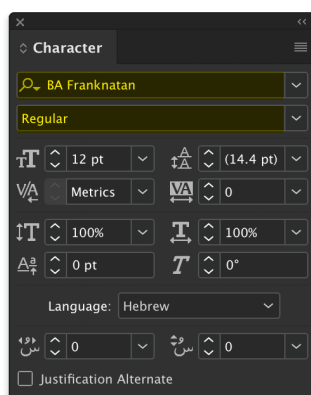 Character
BA Franknatan
Regular
12 pt (14.4 pt)
Metrics 0
100% 100%
0 pt 0°
Language: Hebrew
0 0
Justification Alternate